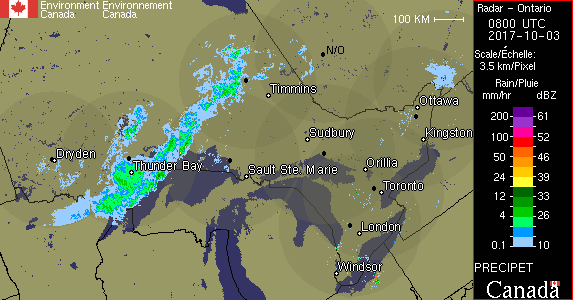 Environment Environnement
Canada Canada
100 KM
N/O
Timmins
Ottawa
Sudbury
Kingston
Dryden
Thunder Bay
Sault Ste. Marie
Orillia
Toronto
London
Windsor
Radar - Ontario
0800 UTC
2017-10-03
Scale/Échelle:
3.5 km/Pixel
Rain/Pluie
mm/hr dBZ
200 61
100 52
50 46
24 39
12 34
4 26
0.1 10
PRECIPET
Canada